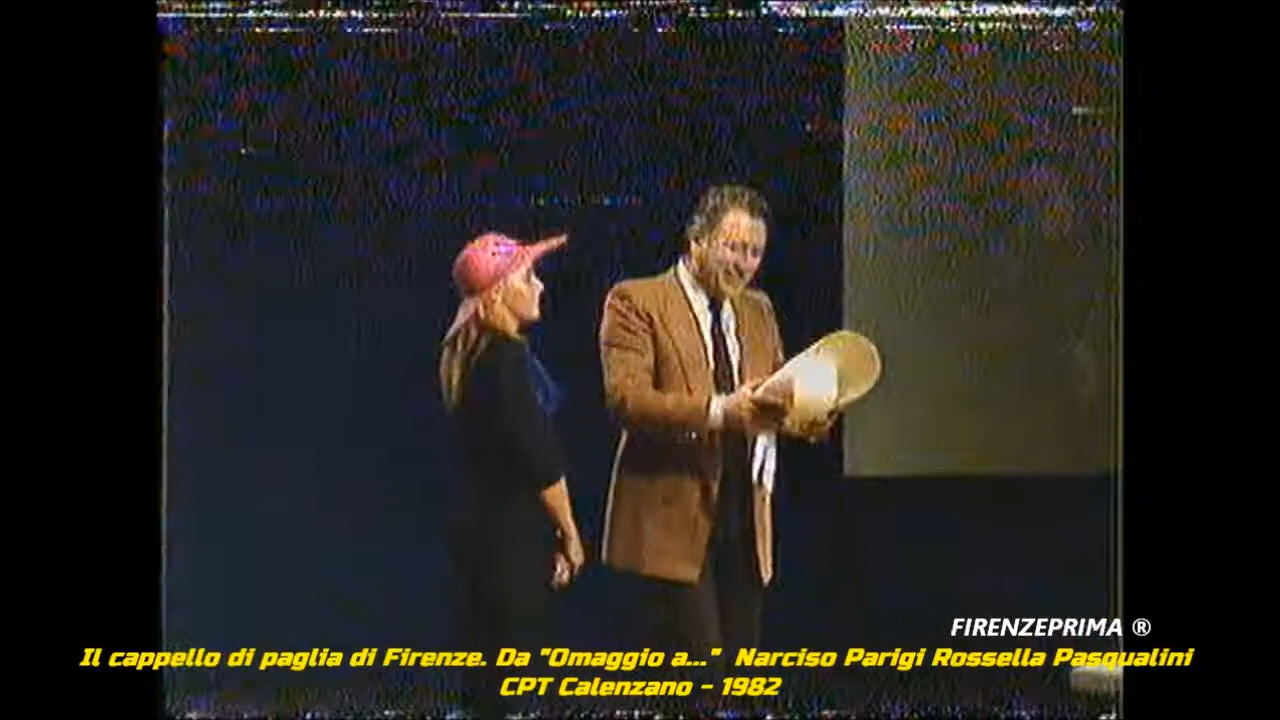 FIRENZEPRIMA ®
Il cappello di paglia di Firenze. Da "Omaggio a..." Narciso Parigi Rossella Pasqualini
CPT Calenzano - 1982